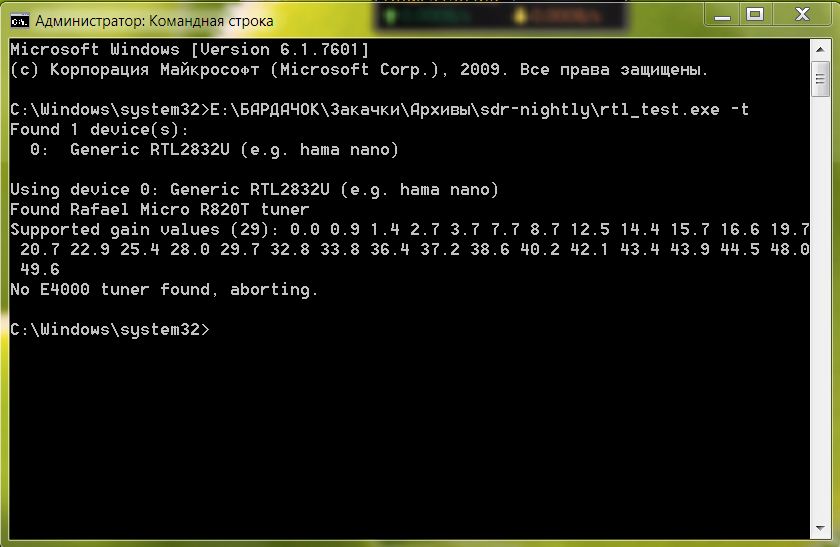 Администратор: Командная строка
Microsoft Windows [Version 6.1.7601]
(c) Корпорация Майкрософт (Microsoft Corp.), 2009. Все права защищены.
C:\Windows\system32>E:\БАРДАЧОК\Закачки\Архивы\sdr-nightly\rtl_test.exe -t
Found 1 device(s):
0: Generic RTL2832U (e.g. hama nano)
Using device 0: Generic RTL2832U (e.g. hama nano)
Found Rafael Micro R820T tuner
Supported gain values (29): 0.0 0.9 1.4 2.7 3.7 7.7 8.7 12.5 14.4 15.7 16.6 19.7
20.7 22.9 25.4 28.0 29.7 32.8 33.8 36.4 37.2 38.6 40.2 42.1 43.4 43.9 44.5 48.0
49.6
No E4000 tuner found, aborting.
C:\Windows\system32>